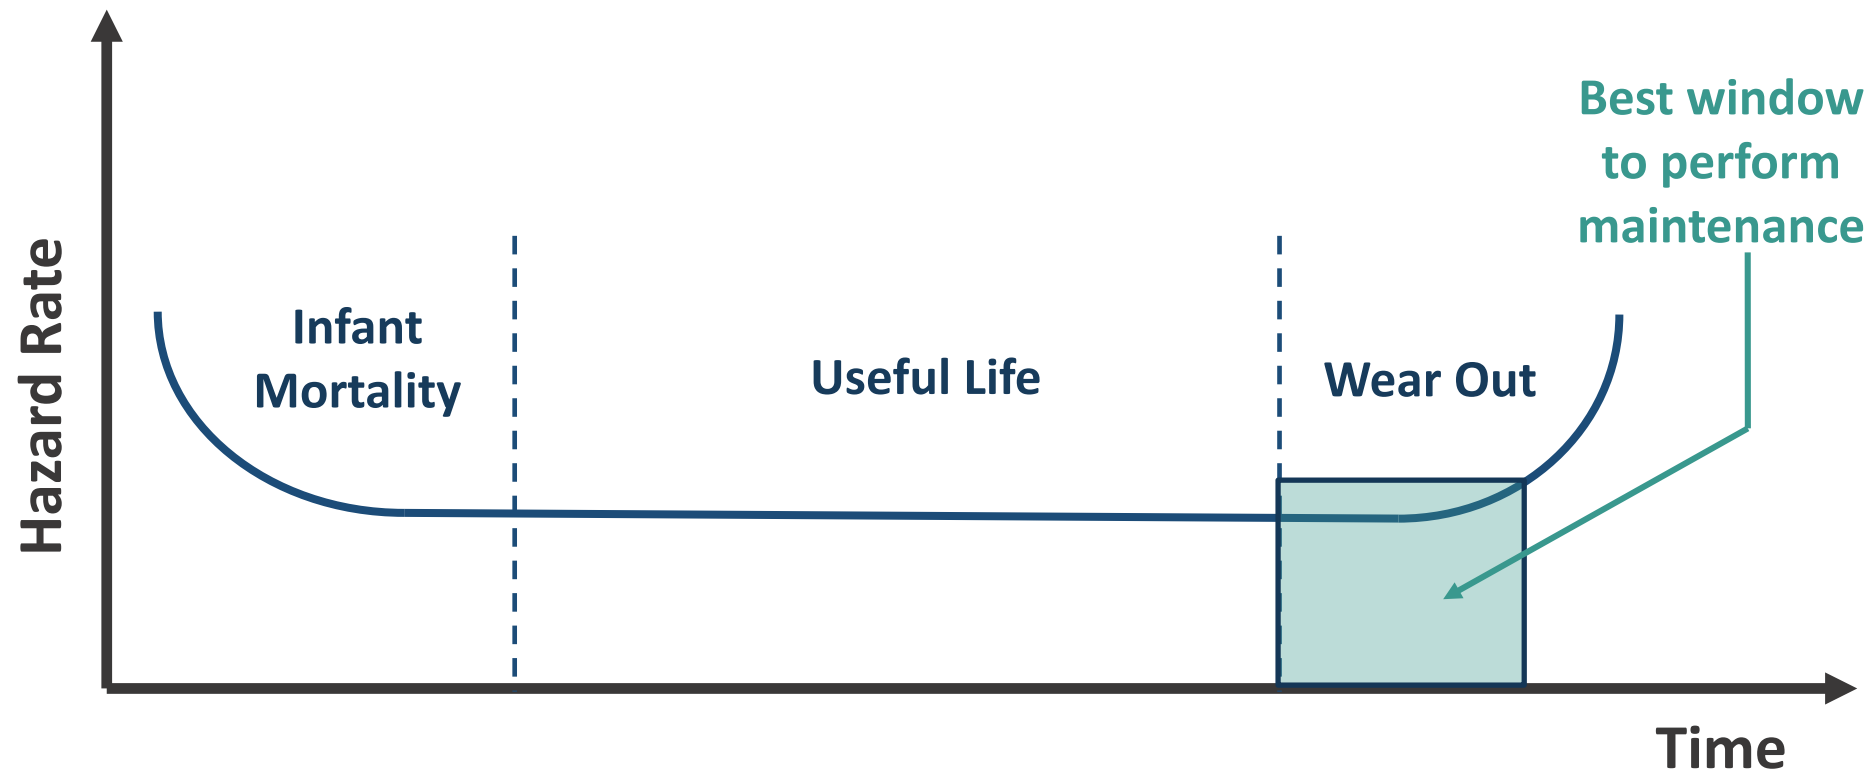 Best window
to perform
maintenance
Hazard Rate
Infant
Mortality
Useful Life
Wear Out
Time